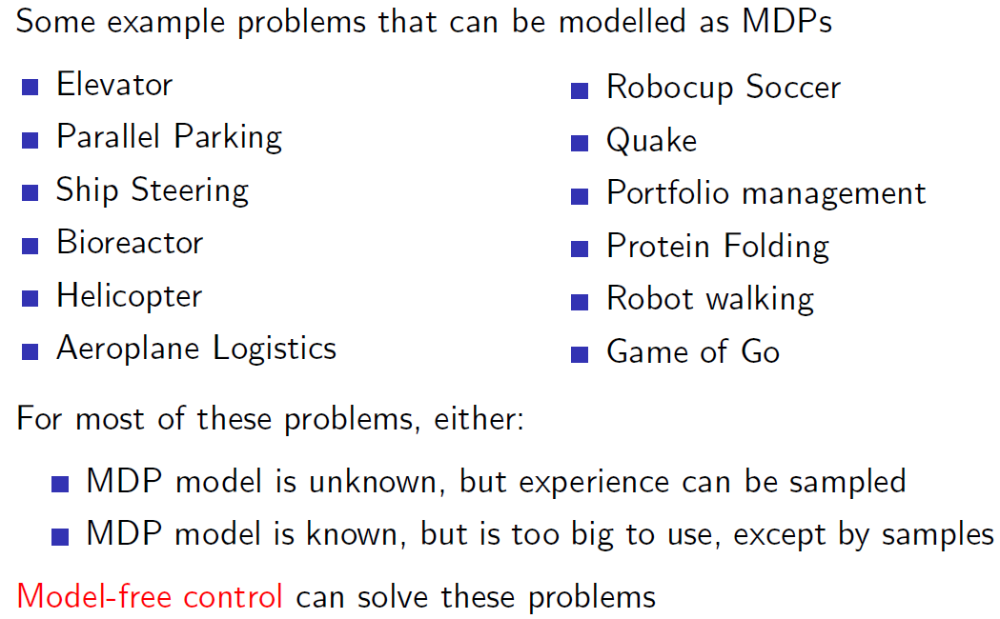 Some example problems that can be modelled as MDPs
Elevator
Parallel Parking
Ship Steering
Bioreactor
Helicopter
Aeroplane Logistics
Robocup Soccer
Quake
Portfolio management
Protein Folding
Robot walking
Game of Go
For most of these problems, either:
MDP model is unknown, but experience can be sampled
MDP model is known, but is too big to use, except by samples
Model-free control can solve these problems